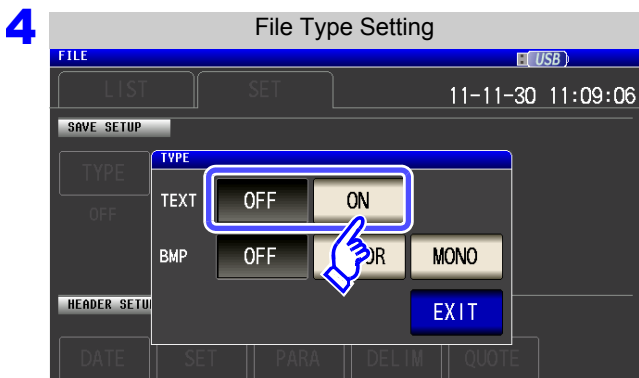 4
File Type Setting
FILE USB
LIST SET 11-11-30 11:09:06
SAVE SETUP
TYPE
TYPE
OFF
TEXT OFF ON
BMP OFF MONO
HEADER SETU
EXIT
DATE SET PARA DELIM QUOTE